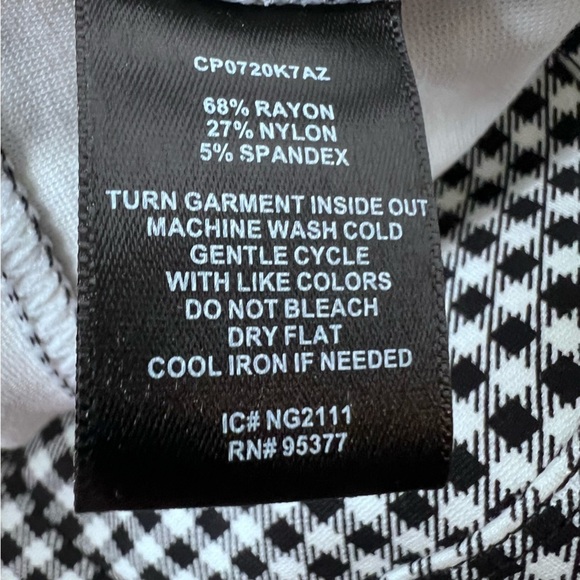 CP0720K7AZ
68% RAYON
27% NYLON
5% SPANDEX
TURN GARMENT INSIDE OUT
MACHINE WASH COLD
GENTLE CYCLE
WITH LIKE COLORS
DO NOT BLEACH
DRY FLAT
COOL IRON IF NEEDED
IC# NG2111
RN# 95377